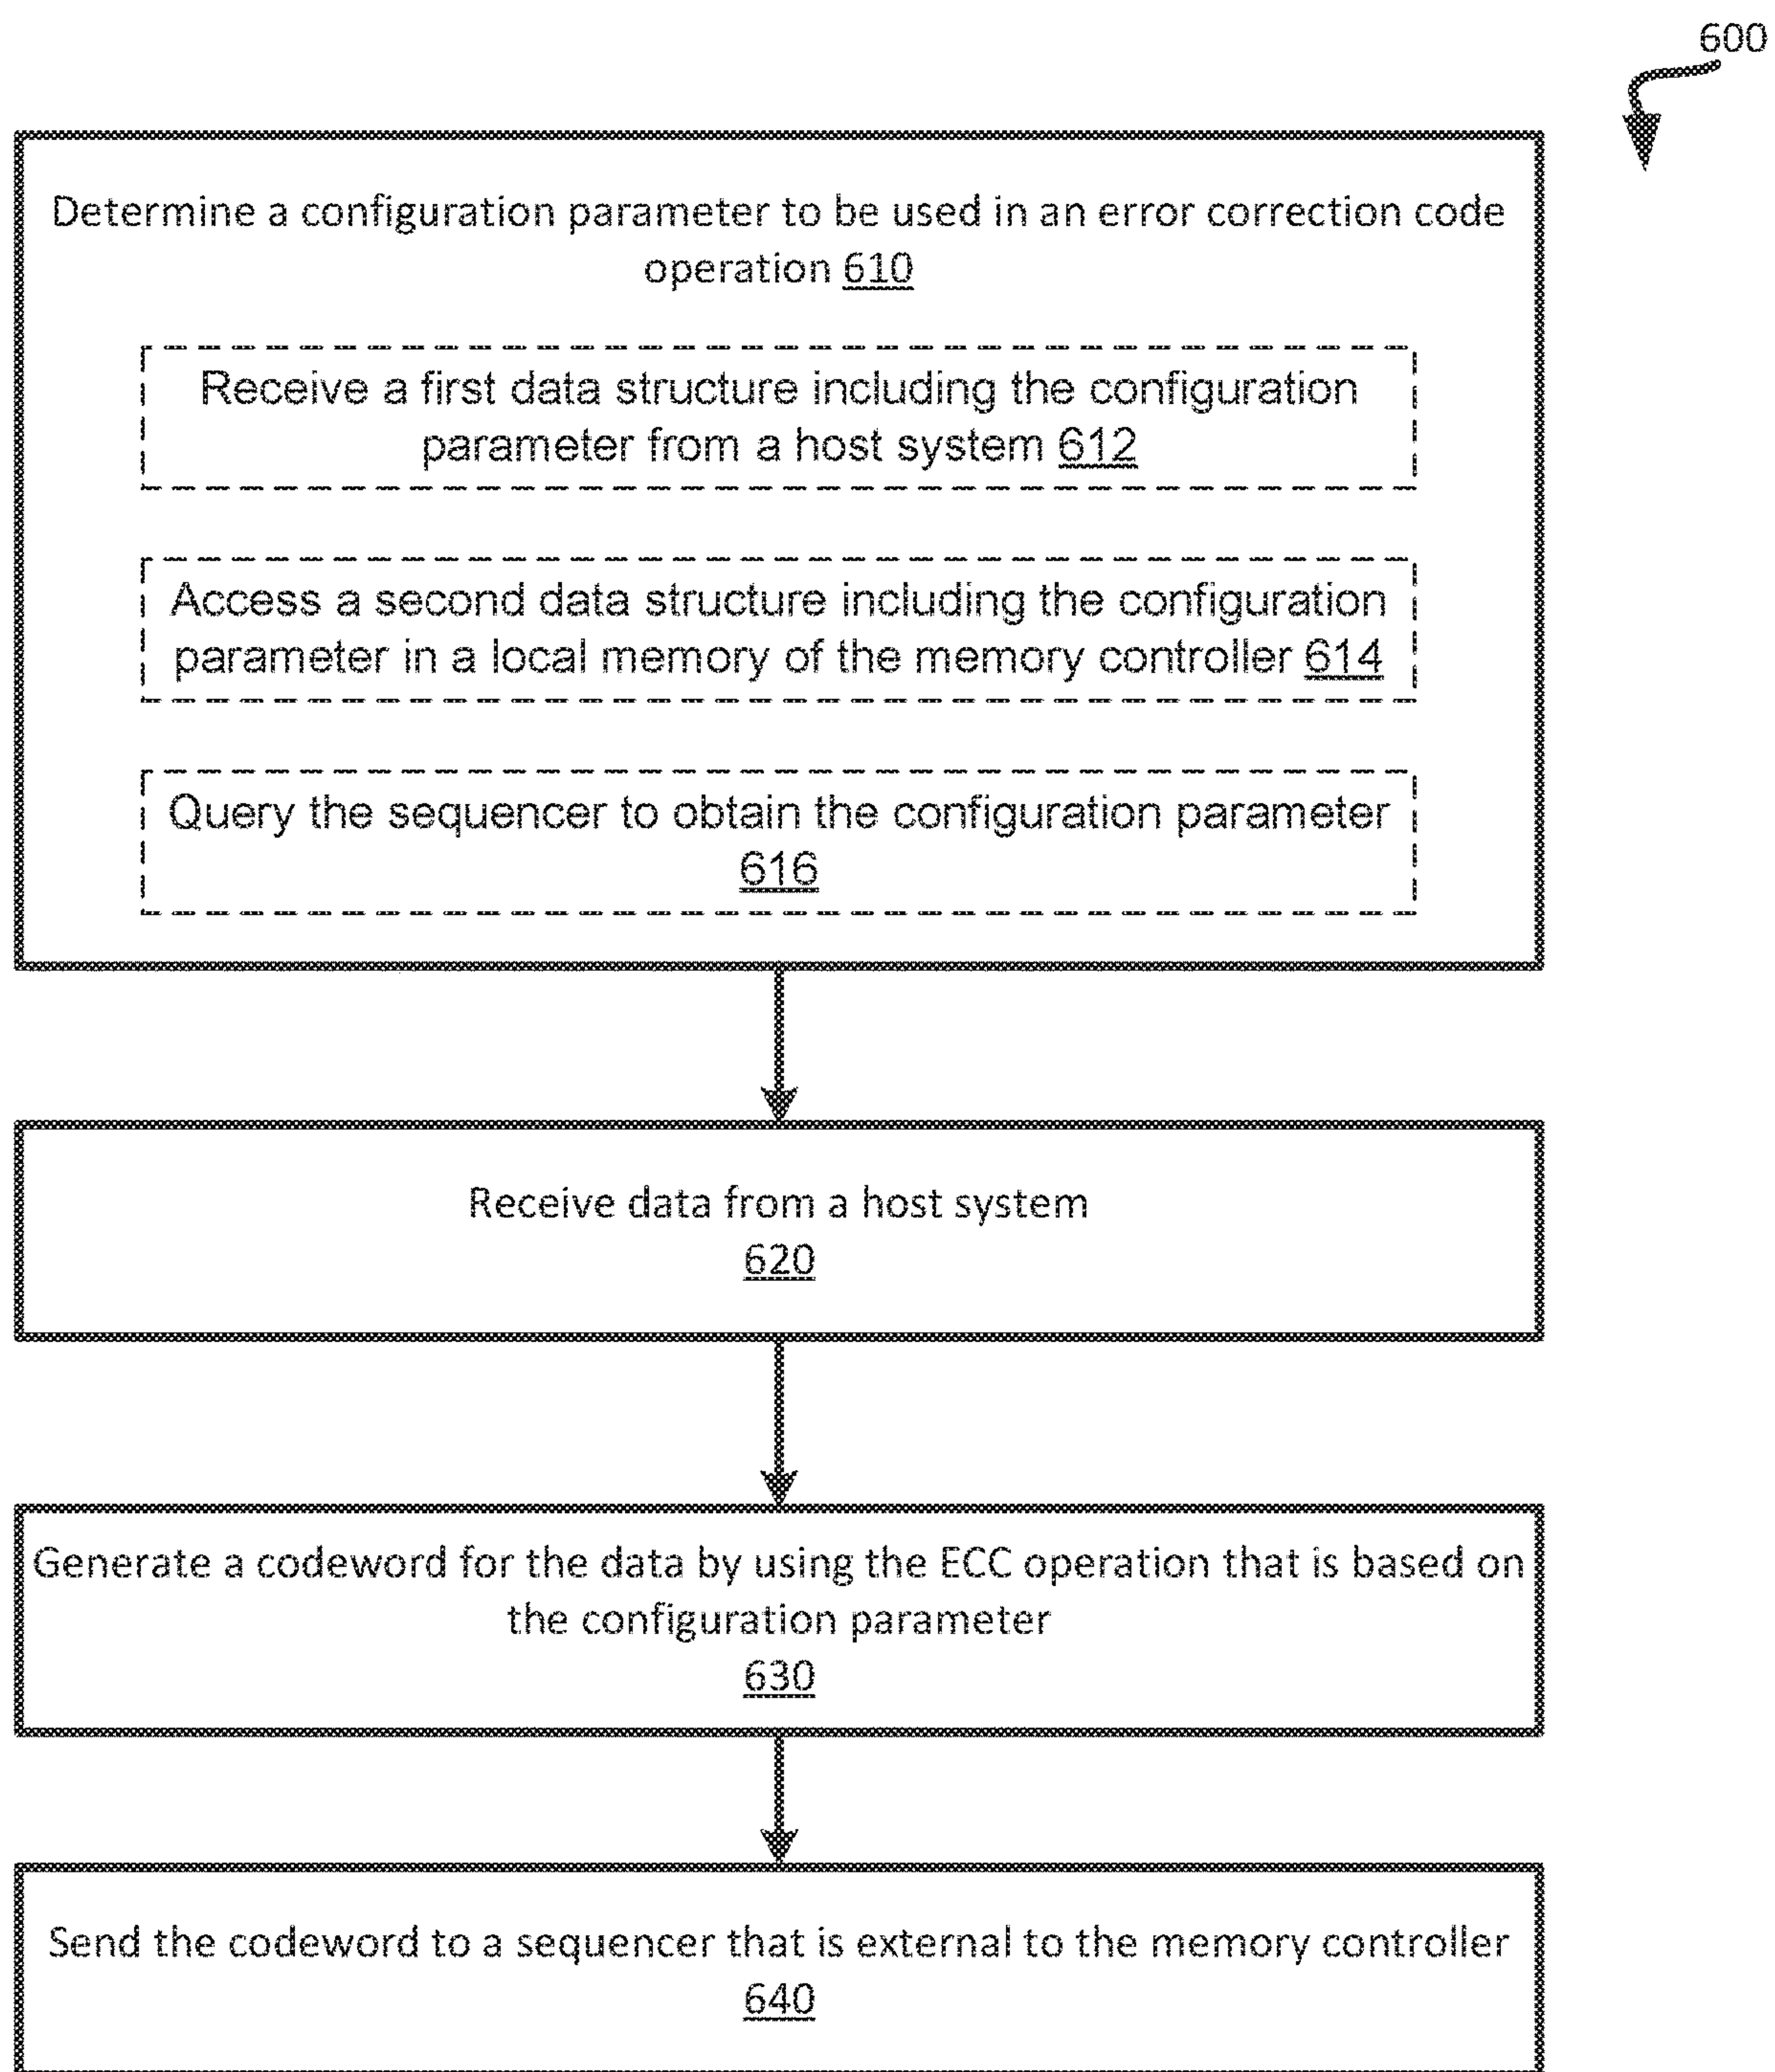 600
Determine a configuration parameter to be used in an error correction code
operation 610
Receive a first data structure including the configuration
parameter from a host system 612
Access a second data structure including the configuration
parameter in a local memory of the memory controller 614
Query the sequencer to obtain the configuration parameter
616
Receive data from a host system
620
Generate a codeword for the data by using the ECC operation that is based on
the configuration parameter
630
Send the codeword to a sequencer that is external to the memory controller
640